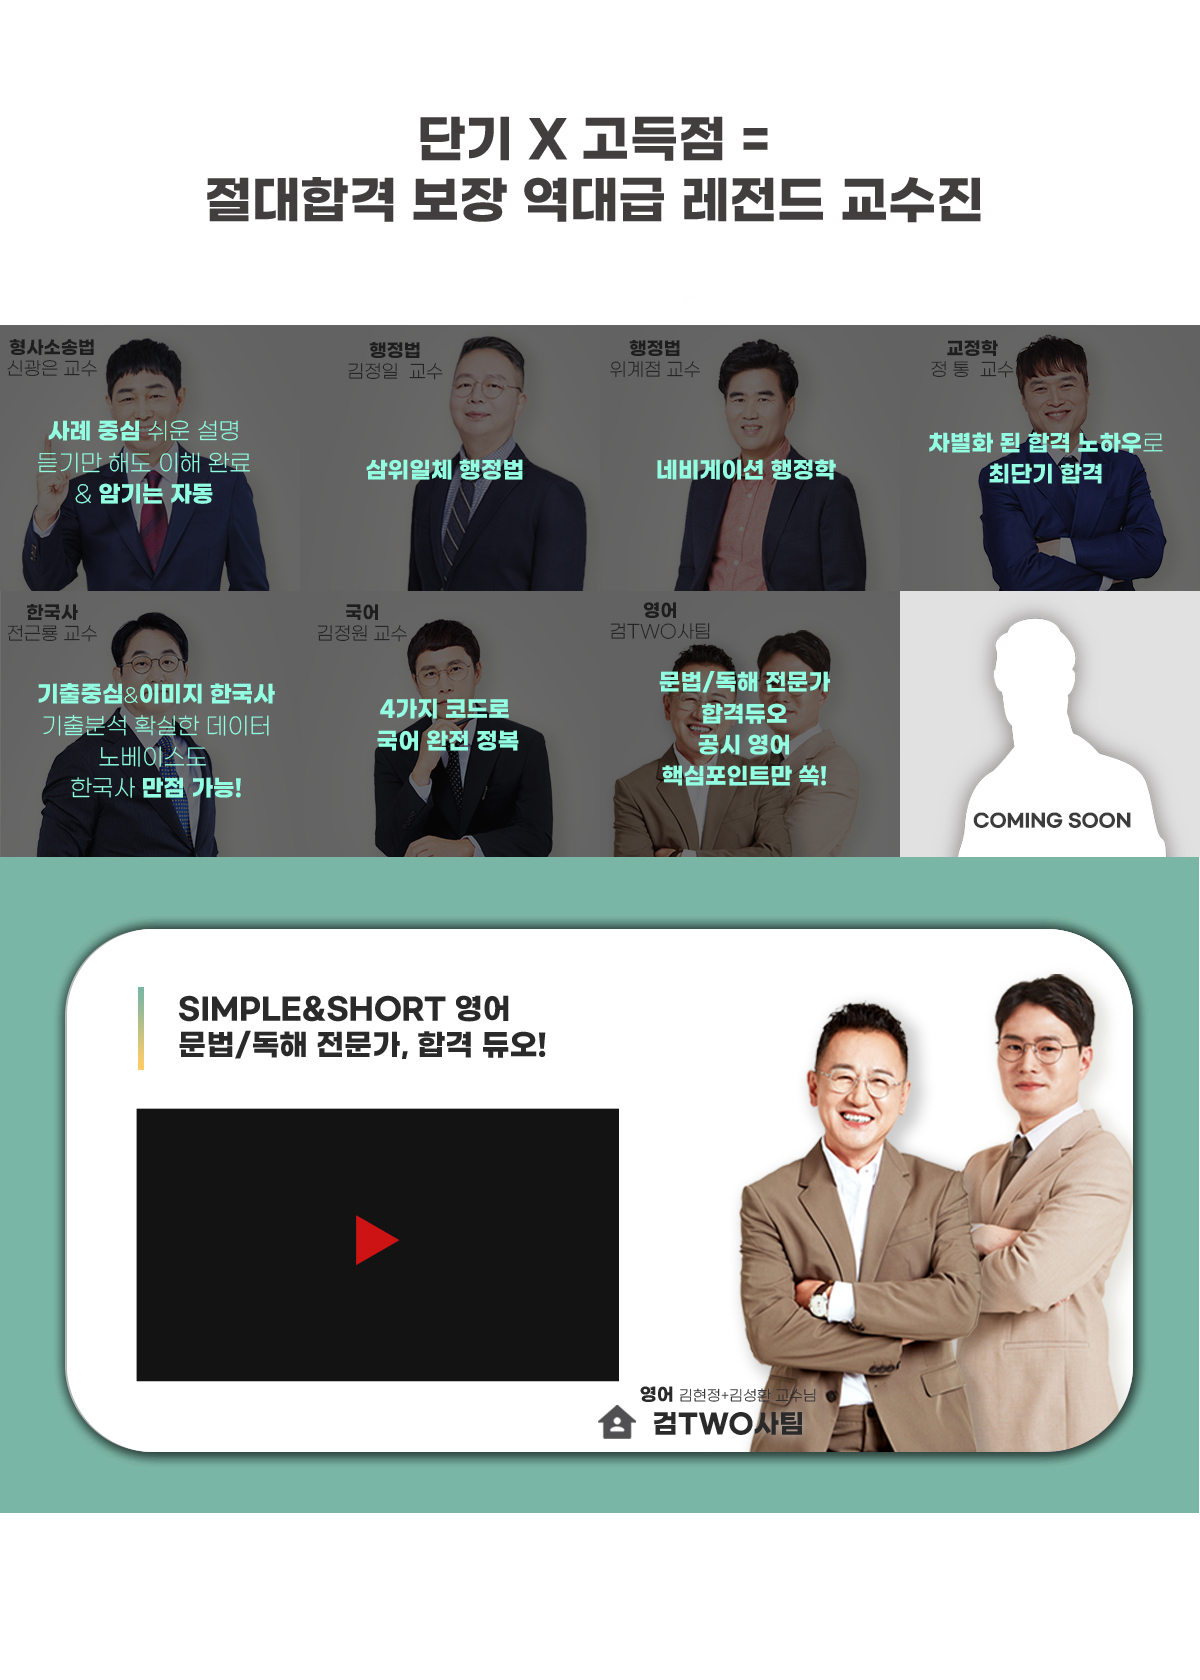 단기 X 고득점 =
절대합격 보장 역대급 레전드 교수진
형사소송법
신광은 교수
사례 중심 쉬운 설명
듣기만 해도 이해 완료
& 암기는 자동
행정법
김정일 교수
삼위일체 행정법
행정법
위계점 교수
네비게이션 행정학
교정학
정 통 교수
차별화 된 합격 노하우로
최단기 합격
한국사
전근룡 교수
기출중심&이미지 한국사
기출분석 확실한 데이터
노베이스도
한국사 만점 가능!
국어
김정원 교수
4가지 코드로
국어 완전 정복
영어
검TWO사팀
문법/독해 전문가
합격듀오
공시 영어
핵심포인트만 쏙!
COMING SOON
SIMPLE&SHORT 영어
문법/독해 전문가, 합격 듀오!
영어 김현정+김성환 교수님
검TWO사팀